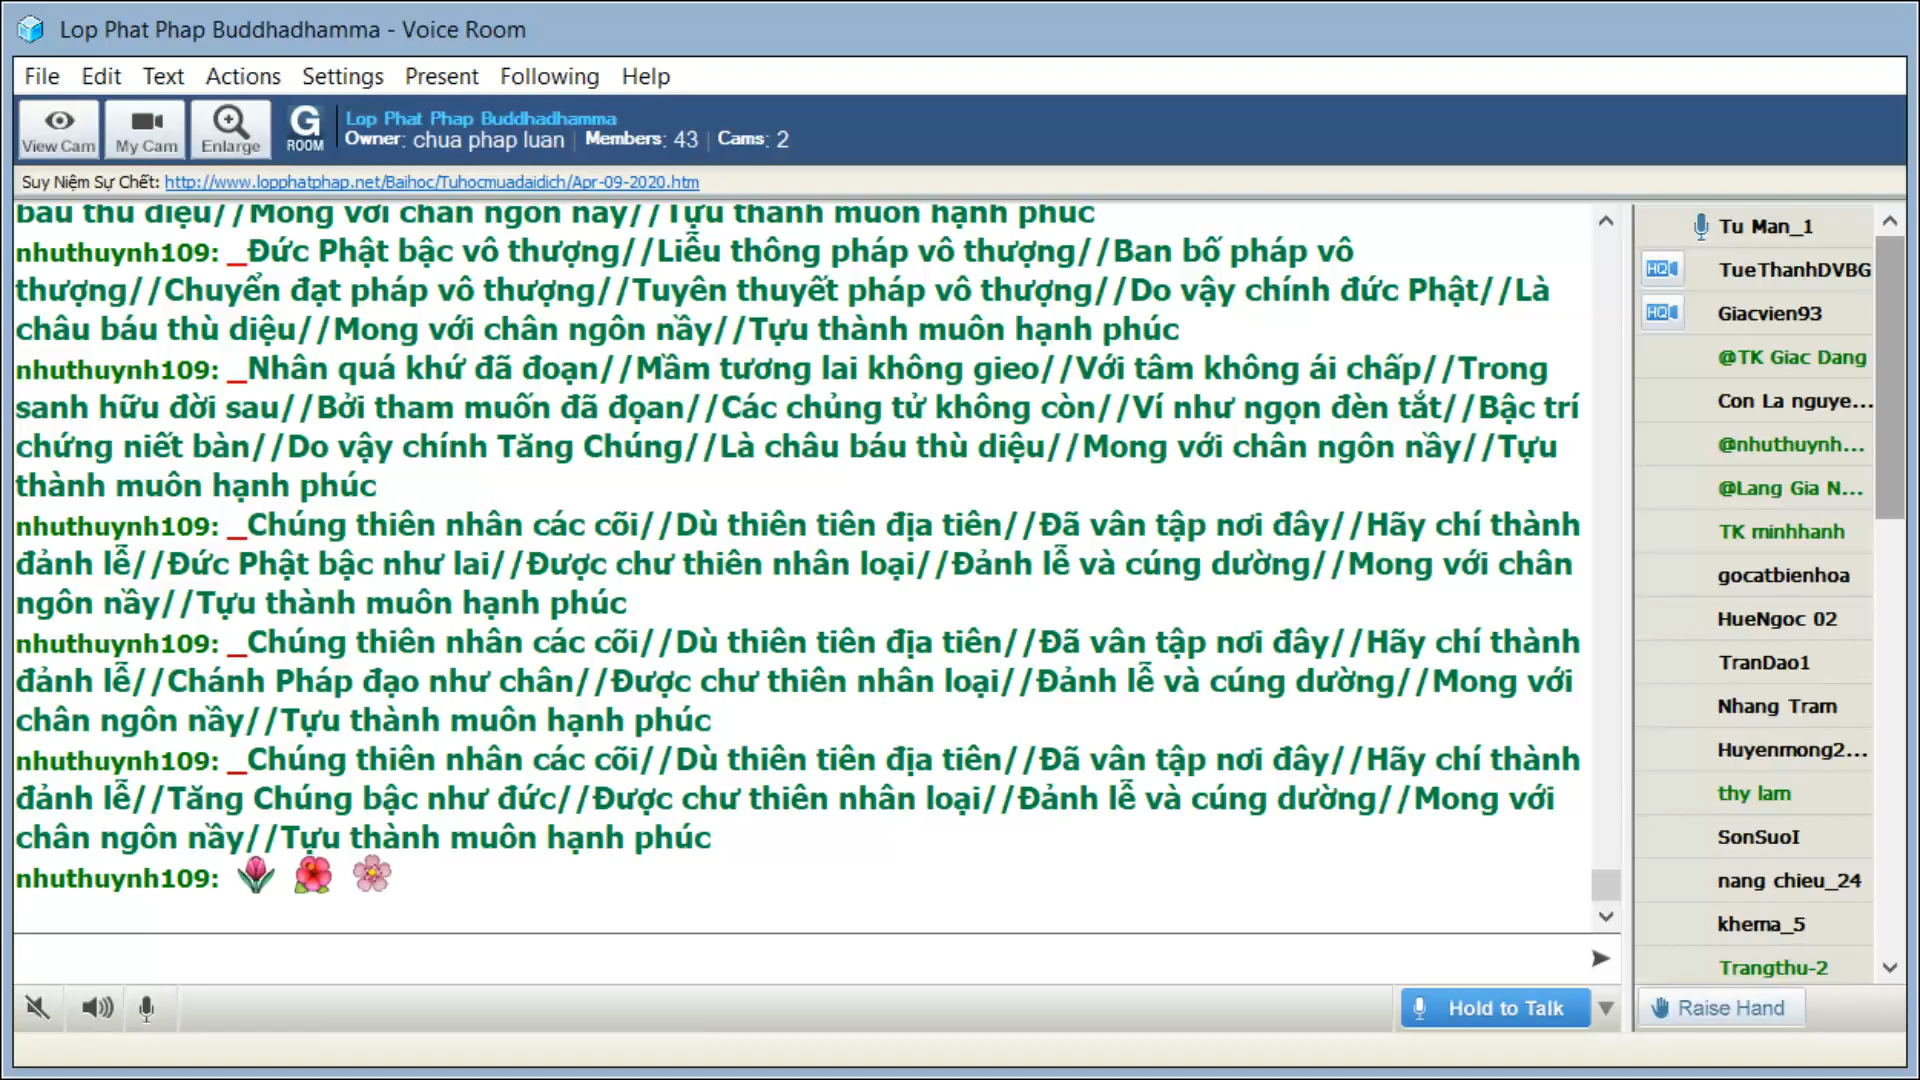 Lop Phat Phap Buddhadhamma - Voice Room
File Edit Text Actions Settings Present Following Help
View Cam My Cam Enlarge G ROOM
Lop Phat Phap Buddhadhamma
Owner: chua phap luan | Members: 43 | Cams: 2
Suy Niệm Sự Chết: http://www.lopphatphap.net/Baihoc/Tuhocmuadaidich/Apr-09-2020.htm
báu thù diệu//Mong với chân ngôn nầy//Tựu thành muôn hạnh phúc
nhuthuynh109: _Đức Phật bậc vô thượng//Liễu thông pháp vô thượng//Ban bố pháp vô
thượng//Chuyển đạt pháp vô thượng//Tuyên thuyết pháp vô thượng//Do vậy chính đức Phật//Là
châu báu thù diệu//Mong với chân ngôn nầy//Tựu thành muôn hạnh phúc
nhuthuynh109: _Nhân quá khứ đã đoạn//Mầm tương lai không gieo//Với tâm không ái chấp//Trong
sanh hữu đời sau//Bởi tham muốn đã đọan//Các chủng tử không còn//Ví như ngọn đèn tắt//Bậc trí
chứng niết bàn//Do vậy chính Tăng Chúng//Là châu báu thù diệu//Mong với chân ngôn nầy//Tựu
thành muôn hạnh phúc
nhuthuynh109: _Chúng thiên nhân các cõi//Dù thiên tiên địa tiên//Đã vân tập nơi đây//Hãy chí thành
đảnh lễ//Đức Phật bậc như lai//Được chư thiên nhân loại//Đảnh lễ và cúng dường//Mong với chân
ngôn nầy//Tựu thành muôn hạnh phúc
nhuthuynh109: _Chúng thiên nhân các cõi//Dù thiên tiên địa tiên//Đã vân tập nơi đây//Hãy chí thành
đảnh lễ//Chánh Pháp đạo như chân//Được chư thiên nhân loại//Đảnh lễ và cúng dường//Mong với
chân ngôn nầy//Tựu thành muôn hạnh phúc
nhuthuynh109: _Chúng thiên nhân các cõi//Dù thiên tiên địa tiên//Đã vân tập nơi đây//Hãy chí thành
đảnh lễ//Tăng Chúng bậc như đức//Được chư thiên nhân loại//Đảnh lễ và cúng dường//Mong với
chân ngôn nầy//Tựu thành muôn hạnh phúc
nhuthuynh109:
Hold to Talk
Tu Man_1
HQ TueThanhDVBG
HQ Giacvien93
@TK Giac Dang
Con La nguye...
@nhuthuynh...
@Lang Gia N...
TK minhhanh
gocatbienhoa
HueNgoc 02
TranDao1
Nhang Tram
Huyenmong2...
thy lam
SonSuoI
nang chieu_24
khema_5
Trangthu-2
Raise Hand